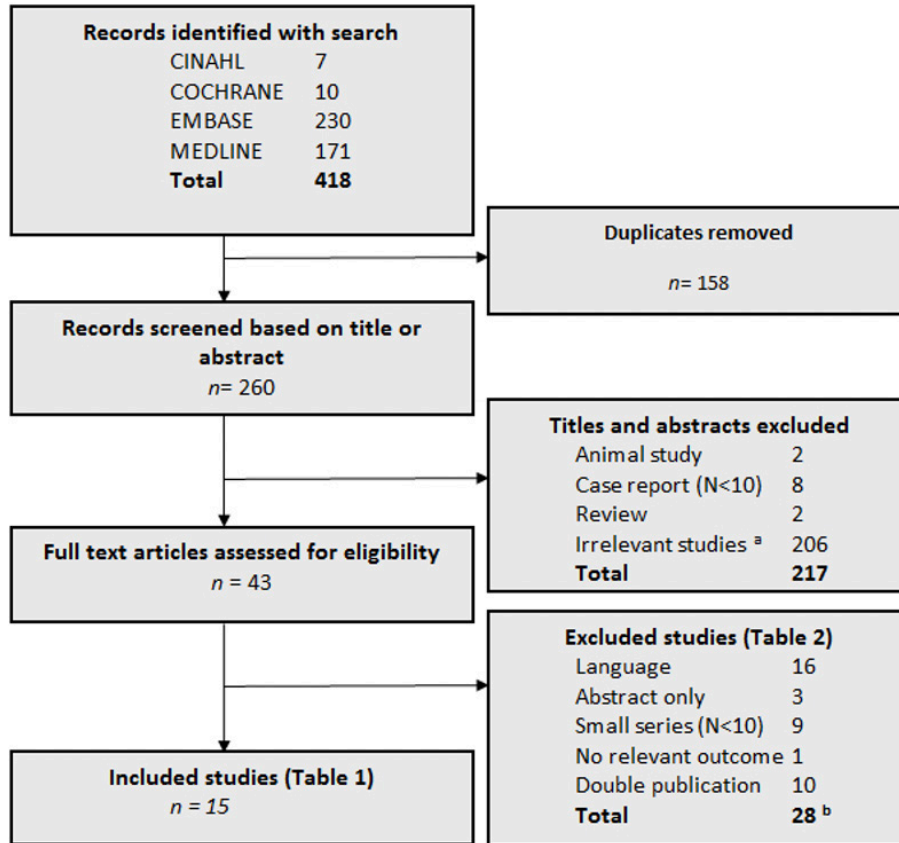 Records identified with search
CINAHL 7
COCHRANE 10
EMBASE 230
MEDLINE 171
Total 418
Duplicates removed
n= 158
Records screened based on title or
abstract
n= 260
Titles and abstracts excluded
Animal study 2
Case report (N<10) 8
Review 2
Irrelevant studies ª 206
Total 217
Full text articles assessed for eligibility
n = 43
Excluded studies (Table 2)
Language 16
Abstract only 3
Small series (N<10) 9
No relevant outcome 1
Double publication 10
Total 28 ᵇ
Included studies (Table 1)
n = 15